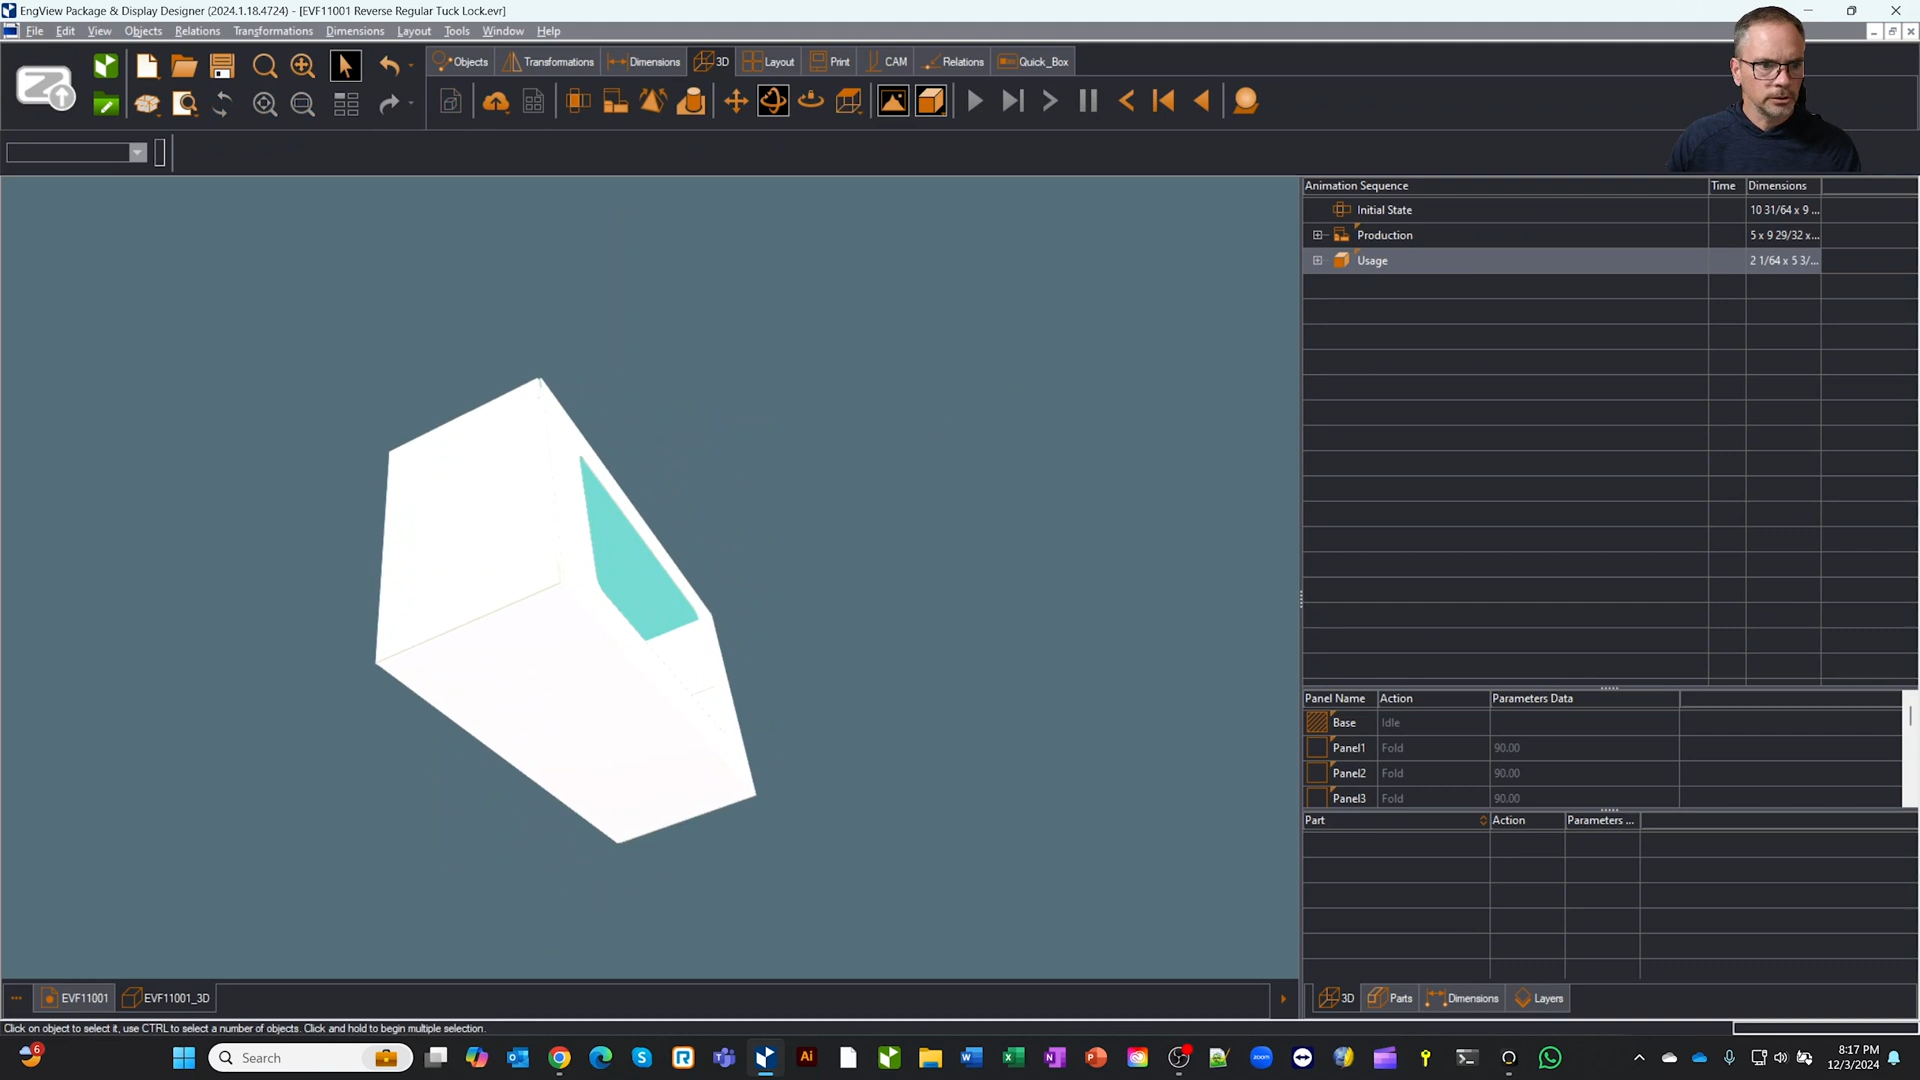 EngView Package & Display Designer (2024.1.18.4724) - [EVF11001 Reverse Regular Tuck Lock.evr]
File Edit View Objects Relations Transformations Dimensions Layout Tools Window Help
Objects Transformations Dimensions 3D Layout Print CAM Relations Quick_Box
Animation Sequence Time Dimensions
Initial State 10 31/64 x 9 ...
Production 5 x 9 29/32 x...
Usage 2 1/64 x 5 3/...
Panel Name Action Parameters Data
Base Idle
Panel1 Fold 90.00
Panel2 Fold 90.00
Panel3 Fold 90.00
Part Action Parameters ...
EVF11001 EVF11001_3D
3D Parts Dimensions Layers
Click on object to select it, use CTRL to select a number of objects. Click and hold to begin multiple selection.
6 Search Ai
8:17 PM
12/3/2024